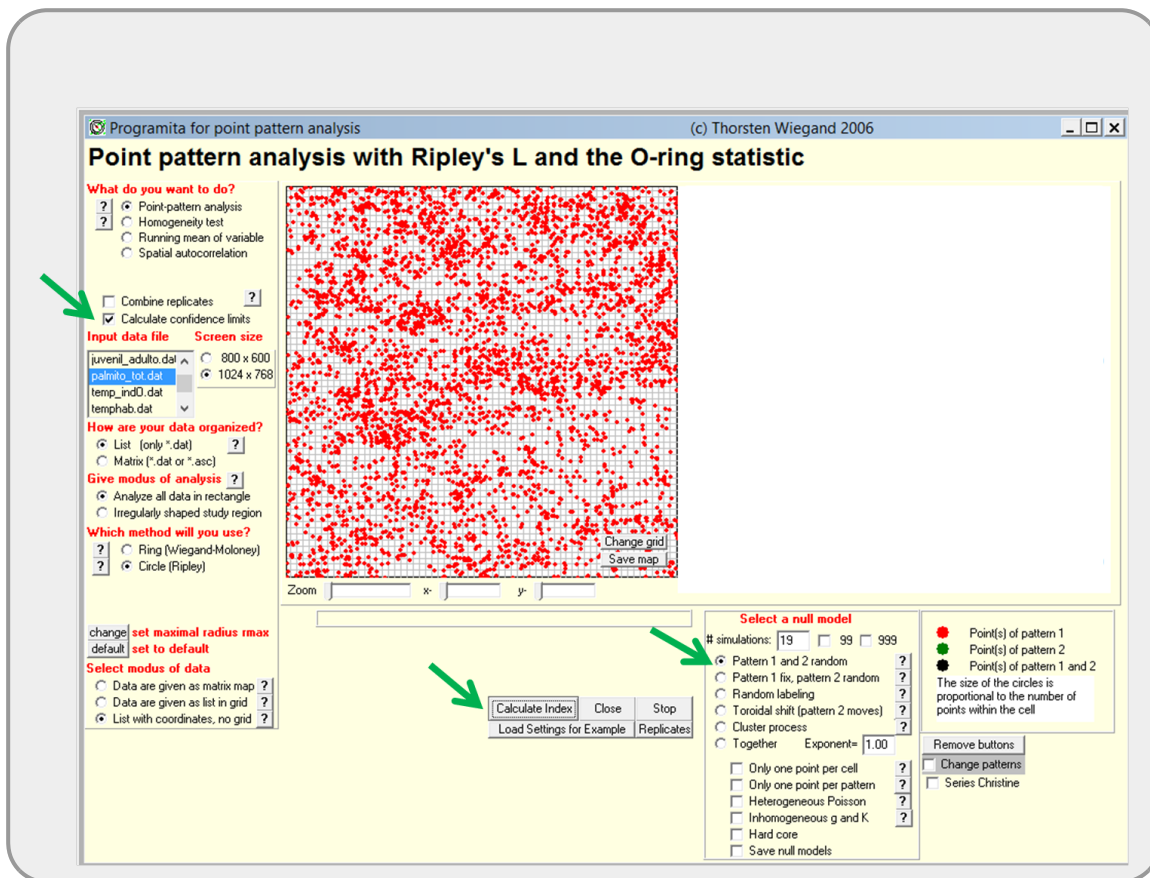 Programita for point pattern analysis (c) Thorsten Wiegand 2006
Point pattern analysis with Ripley's L and the O-ring statistic
What do you want to do?
? Point-pattern analysis
? Homogeneity test
Running mean of variable
Spatial autocorrelation
Combine replicates ?
Calculate confidence limits
Input data file Screen size
juvenil_adulto.dat 800 x 600
palmito_tot.dat 1024 x 768
temp_ind0.dat
temphab.dat
How are your data organized?
List (only *.dat) ?
Matrix (*.dat or *.asc)
Give modus of analysis ?
Analyze all data in rectangle
Irregularly shaped study region
Which method will you use?
? Ring (Wiegand-Moloney)
? Circle (Ripley)
change set maximal radius rmax
default set to default
Select modus of data
Data are given as matrix map ?
Data are given as list in grid ?
List with coordinates, no grid ?
Change grid
Save map
Zoom x- y-
Calculate Index Close Stop
Load Settings for Example Replicates
Select a null model
# simulations: 19 99 999
Pattern 1 and 2 random ?
Pattern 1 fix, pattern 2 random ?
Random labeling ?
Toroidal shift (pattern 2 moves) ?
Cluster process ?
Together Exponent= 1.00
Only one point per cell ?
Only one point per pattern ?
Heterogeneous Poisson ?
Inhomogeneous g and K ?
Hard core
Save null models
Point(s) of pattern 1
Point(s) of pattern 2
Point(s) of pattern 1 and 2
The size of the circles is
proportional to the number of
points within the cell
Remove buttons
Change patterns
Series Christine